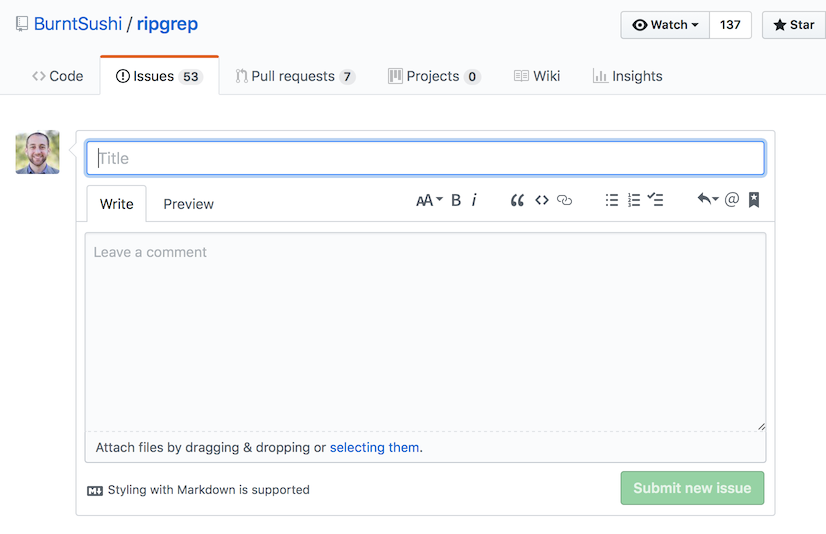 BurntSushi / ripgrep
Watch 137 Star
Code Issues 53 Pull requests 7 Projects 0 Wiki Insights
Title
Write Preview AA B i @
Leave a comment
Attach files by dragging & dropping or selecting them.
Styling with Markdown is supported
Submit new issue